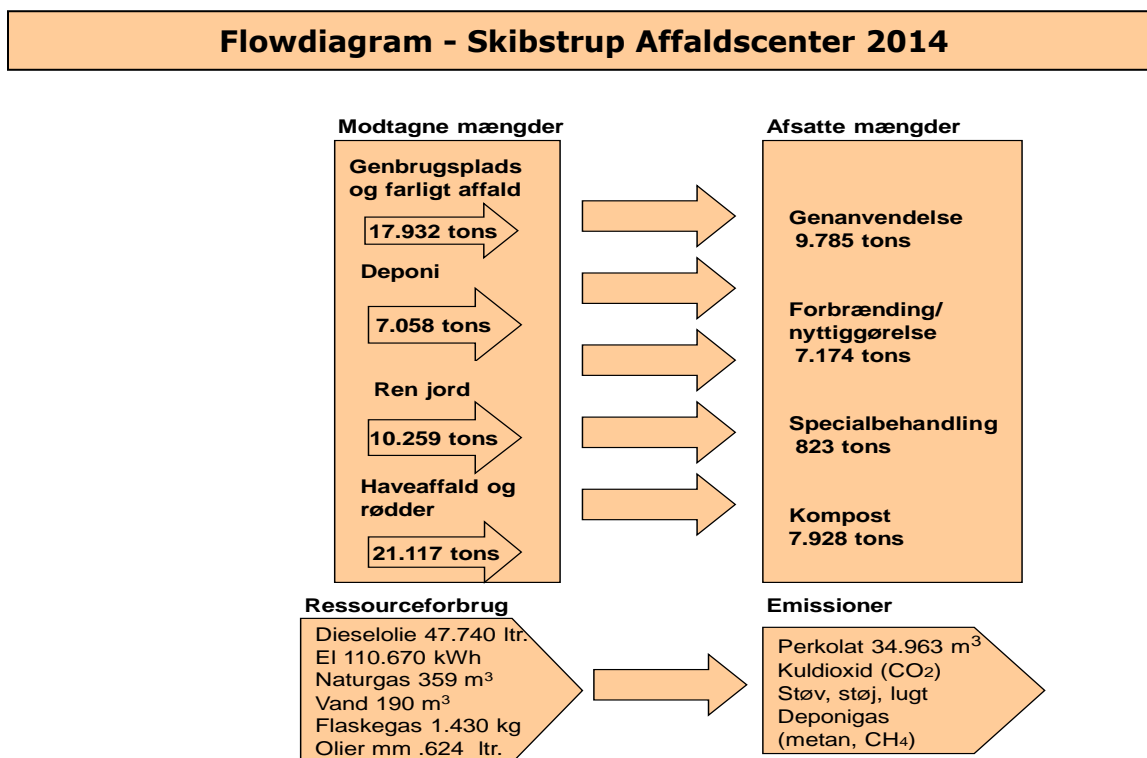 Flowdiagram - Skibstrup Affaldscenter 2014
Modtagne mængder
Genbrugsplads
og farligt affald
17.932 tons
Deponi
7.058 tons
Ren jord
10.259 tons
Haveaffald og
rødder
21.117 tons
Afsatte mængder
Genanvendelse
9.785 tons
Forbrænding/
nyttiggørelse
7.174 tons
Specialbehandling
823 tons
Kompost
7.928 tons
Ressourceforbrug
Dieselolie 47.740 ltr.
El 110.670 kWh
Naturgas 359 m³
Vand 190 m³
Flaskegas 1.430 kg
Olier mm .624 ltr.
Emissioner
Perkolat 34.963 m³
Kuldioxid (CO₂)
Støv, støj, lugt
Deponigas
(metan, CH₄)